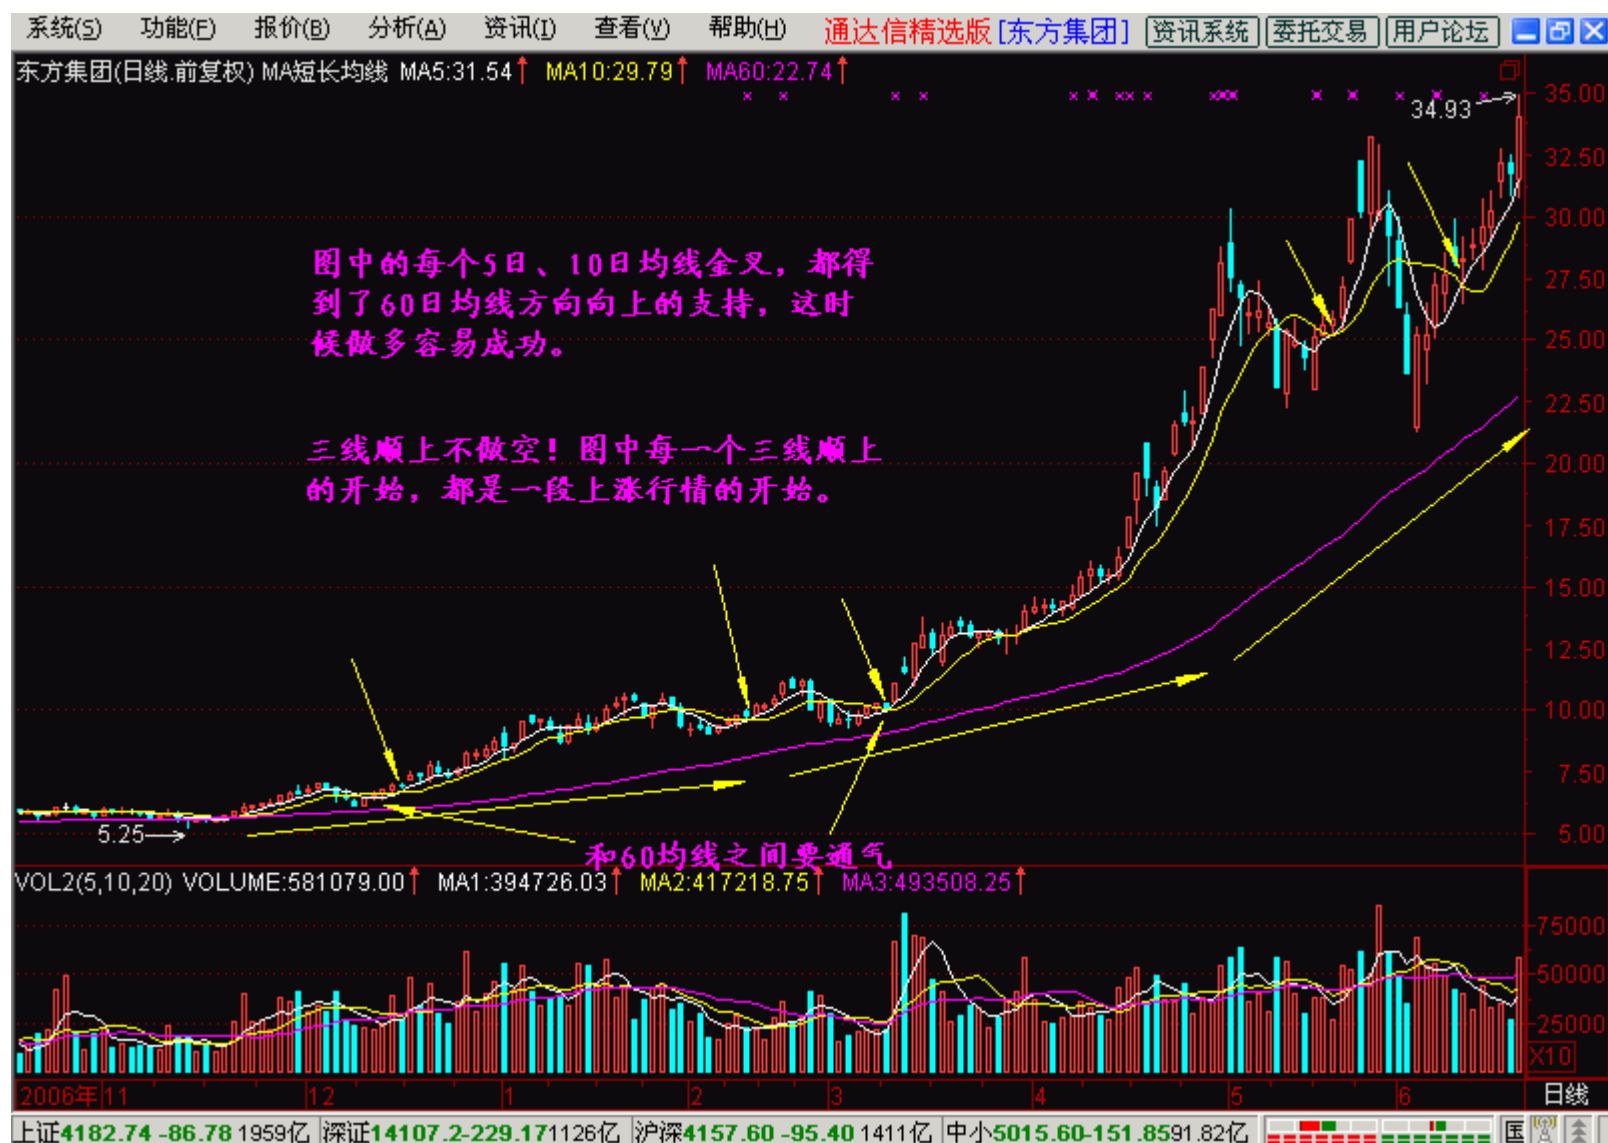 系统(S) 功能(F) 报价(B) 分析(A) 资讯(I) 查看(V) 帮助(H) 通达信精选版 [东方集团] 资讯系统 委托交易 用户论坛
东方集团(日线.前复权) MA短长均线 MA5:31.54↑ MA10:29.79↑ MA60:22.74↑
35.00
34.93
32.50
30.00
图中的每个5日、10日均线金叉，都得
到了60日均线方向向上的支持，这时
候做多容易成功。
27.50
25.00
22.50
三线顺上不做空！图中每一个三线顺上
的开始，都是一段上涨行情的开始。
20.00
17.50
15.00
12.50
10.00
7.50
5.25
5.00
和60均线之间要通气
VOL2(5,10,20) VOLUME:581079.00↑ MA1:394726.03↑ MA2:417218.75↑ MA3:493508.25↑
75000
50000
25000
X10
2006年 11 12 1 2 3 4 5 6 日线
上证4182.74 -86.78 1959亿 深证14107.2 -229.17 1126亿 沪深4157.60 -95.40 1411亿 中小5015.60 -151.85 91.82亿